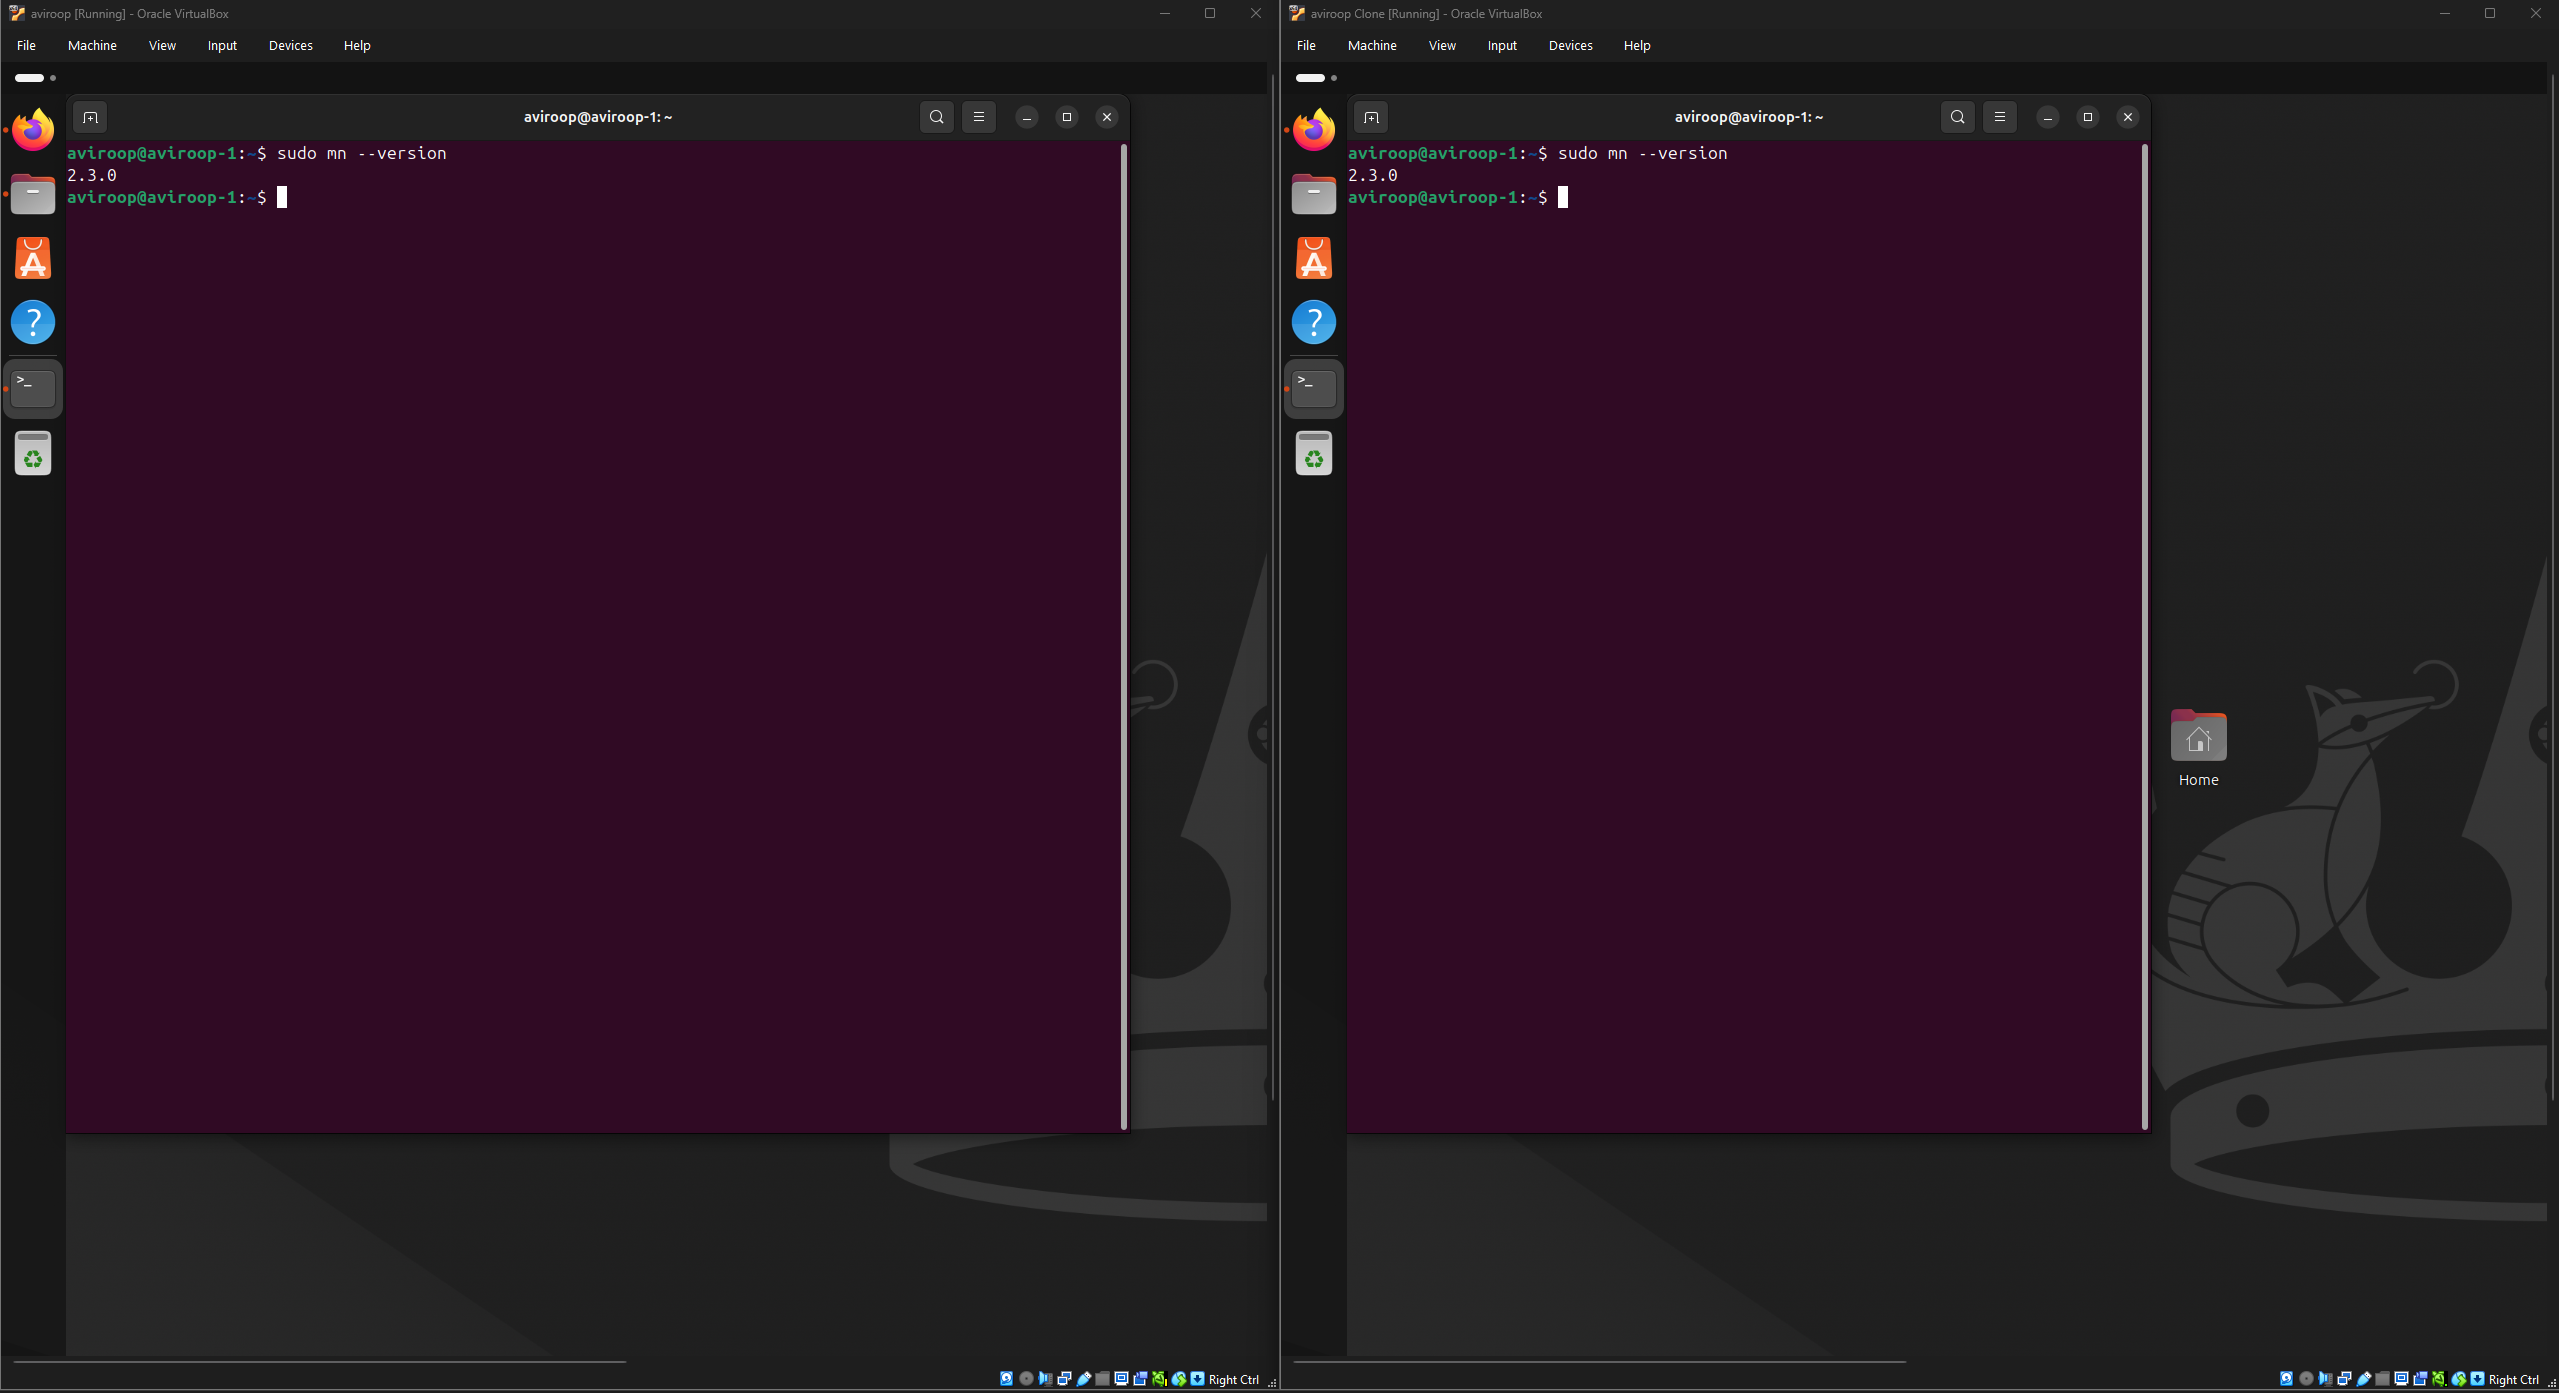 aviroop [Running] - Oracle VirtualBox
File Machine View Input Devices Help
aviroop@aviroop-1: ~
aviroop@aviroop-1:~$ sudo mn --version
2.3.0
aviroop@aviroop-1:~$
Right Ctrl
aviroop Clone [Running] - Oracle VirtualBox
File Machine View Input Devices Help
aviroop@aviroop-1: ~
aviroop@aviroop-1:~$ sudo mn --version
2.3.0
aviroop@aviroop-1:~$
Home
Right Ctrl